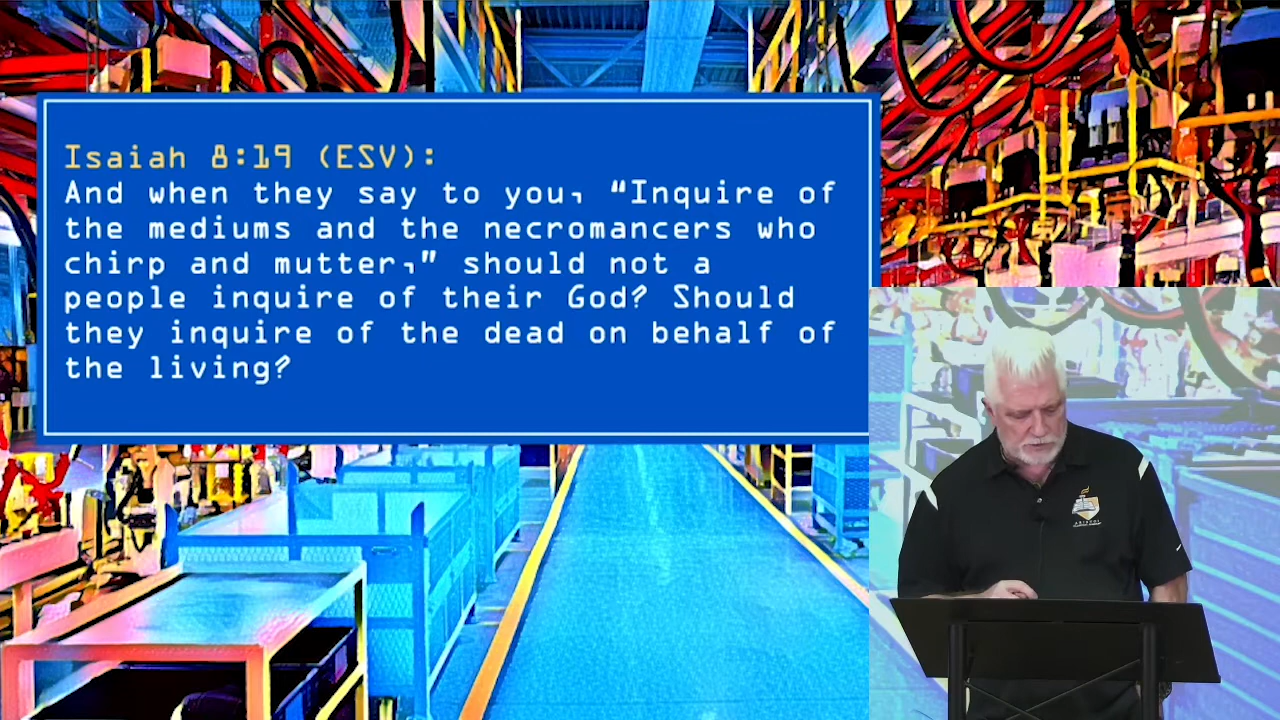 Isaiah 8:19 (ESV):
And when they say to you, “Inquire of
the mediums and the necromancers who
chirp and mutter,” should not a
people inquire of their God? Should
they inquire of the dead on behalf of
the living?